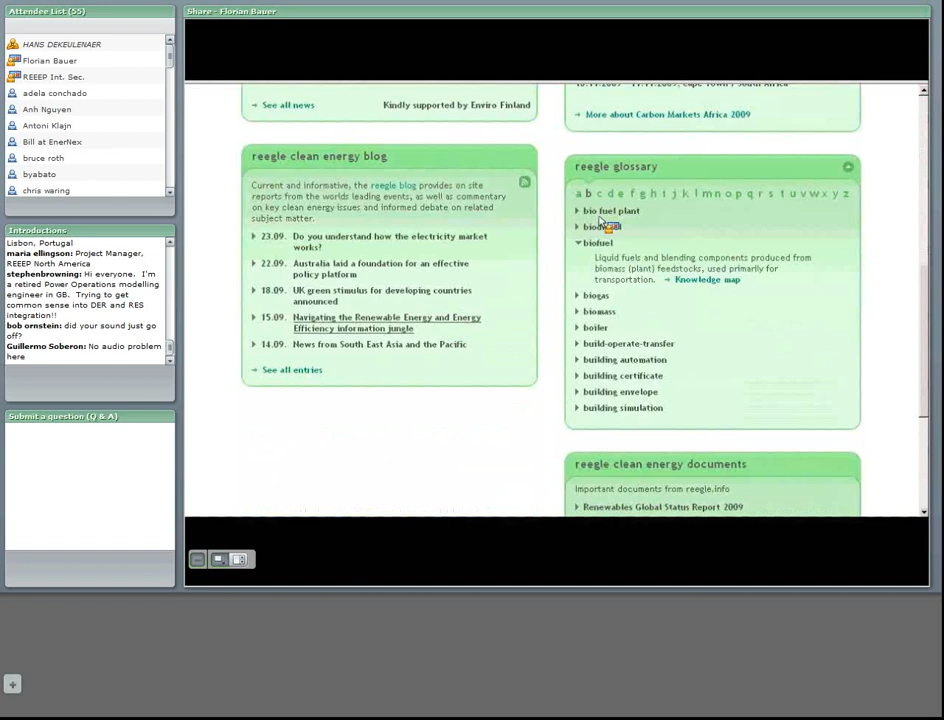 Attendee List (55)
HANS DEKEULENAER
Florian Bauer
REEEP Int. Sec.
adela conchado
Anh Nguyen
Antoni Klajn
Bill at EnerNex
bruce roth
byabato
chris waring
Introductions
Lisbon, Portugal
maria ellingson: Project Manager,
REEEP North America
stephenbrowning: Hi everyone. I'm
a retired Power Operations modelling
engineer in GB. Trying to get
common sense into DER and RES
integration!!
bob ornstein: did your sound just go
off?
Guillermo Soberon: No audio problem
here
Submit a question (Q & A)
Share - Florian Bauer
See all news
Kindly supported by Enviro Finland
More about Carbon Markets Africa 2009
reegle clean energy blog
Current and informative, the reegle blog provides on site
reports from the worlds leading events, as well as commentary
on key clean energy issues and informed debate on related
subject matter.
23.09. Do you understand how the electricity market
works?
22.09. Australia laid a foundation for an effective
policy platform
18.09. UK green stimulus for developing countries
announced
15.09. Navigating the Renewable Energy and Energy
Efficiency information jungle
14.09. News from South East Asia and the Pacific
See all entries
reegle glossary
a b c d e f g h i j k l m n o p q r s t u v w x y z
bio fuel plant
biofuel
Liquid fuels and blending components produced from
biomass (plant) feedstocks, used primarily for
transportation. Knowledge map
biogas
biomass
boiler
build-operate-transfer
building automation
building certificate
building envelope
building simulation
reegle clean energy documents
Important documents from reegle.info
Renewables Global Status Report 2009